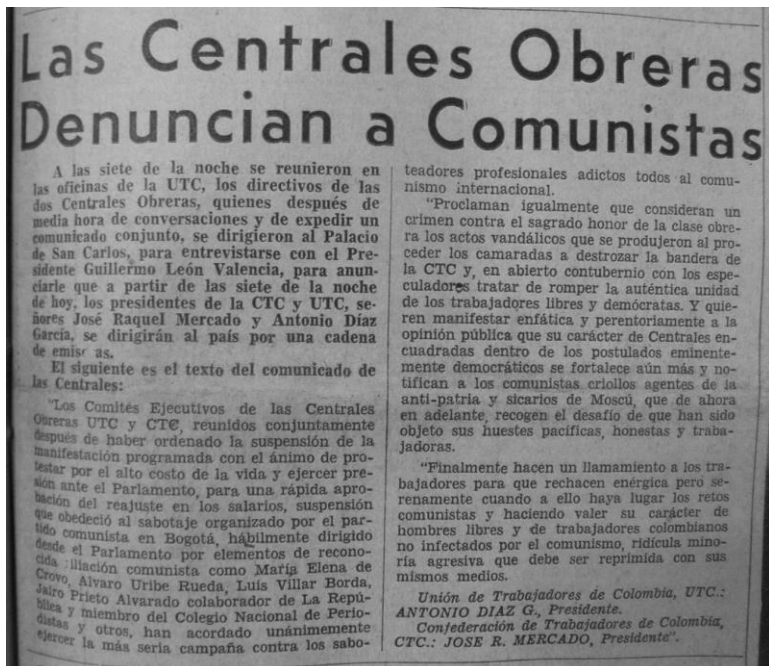 Las Centrales Obreras
Denuncian a Comunistas
A las siete de la noche se reunieron en
las oficinas de la UTC, los directivos de las
dos Centrales Obreras, quienes después de
media hora de conversaciones y de expedir un
comunicado conjunto, se dirigieron al Palacio
de San Carlos, para entrevistarse con el Pre-
sidente Guillermo León Valencia, para anun-
ciarle que a partir de las siete de la noche
de hoy, los presidentes de la CTC y UTC, se-
ñores José Raquel Mercado y Antonio Díaz
García, se dirigirán al país por una cadena
de emiso as.
El siguiente es el texto del comunicado de
las Centrales:
"Los Comités Ejecutivos de las Centrales
Obreras UTC y CTC, reunidos conjuntamente
después de haber ordenado la suspensión de la
manifestación programada con el ánimo de pro-
testar por el alto costo de la vida y ejercer pre-
sión ante el Parlamento, para una rápida apro-
bación del reajuste en los salarios, suspensión
que obedeció al sabotaje organizado por el par-
tido comunista en Bogotá, hábilmente dirigido
desde el Parlamento por elementos de recono-
cida filiación comunista como María Elena de
Crovo, Alvaro Uribe Rueda, Luis Villar Borda,
Jairo Prieto Alvarado colaborador de La Repú-
blica y miembro del Colegio Nacional de Perio-
distas y otros, han acordado unánimemente
ejercer la más seria campaña contra los sabo-
teadores profesionales adictos todos al comu-
nismo internacional.
"Proclaman igualmente que consideran un
crimen contra el sagrado honor de la clase obre-
ra los actos vandálicos que se produjeron al pro-
ceder los camaradas a destrozar la bandera de
la CTC y, en abierto contubernio con los espe-
culadores tratar de romper la auténtica unidad
de los trabajadores libres y demócratas. Y quie-
ren manifestar enfática y perentoriamente a la
opinión pública que su carácter de Centrales en-
cuadradas dentro de los postulados eminente-
mente democráticos se fortalece aún más y no-
tifican a los comunistas criollos agentes de la
anti-patria y sicarios de Moscú, que de ahora
en adelante, recogen el desafío de que han sido
objeto sus huestes pacíficas, honestas y traba-
jadoras.
"Finalmente hacen un llamamiento a los tra-
bajadores para que rechacen enérgica pero se-
renamente cuando a ello haya lugar los retos
comunistas y haciendo valer su carácter de
hombres libres y de trabajadores colombianos
no infectados por el comunismo, ridícula mino-
ría agresiva que debe ser reprimida con sus
mismos medios.
Unión de Trabajadores de Colombia, UTC.:
ANTONIO DIAZ G., Presidente.
Confederación de Trabajadores de Colombia,
CTC.: JOSE R. MERCADO, Presidente".